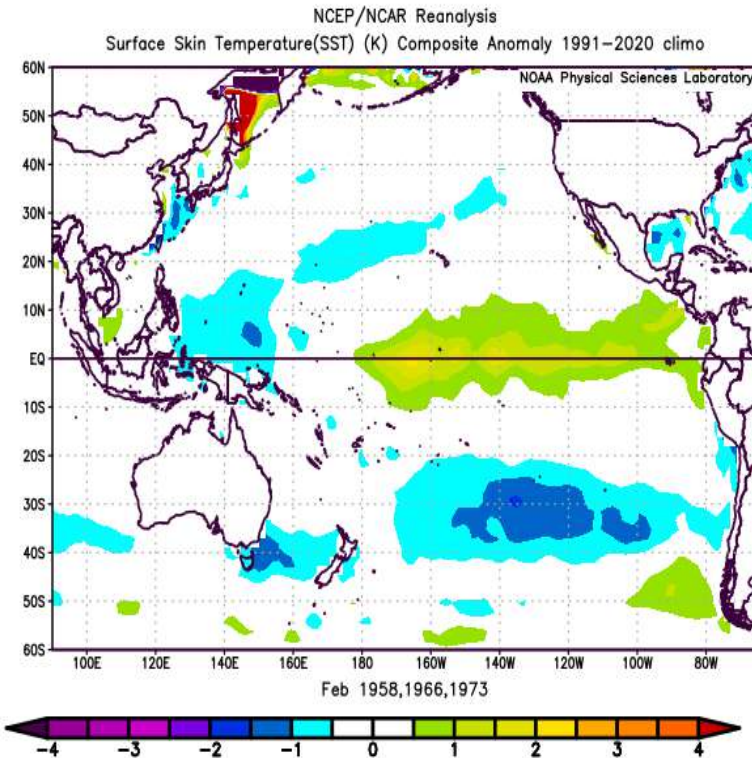 NCEP/NCAR Reanalysis
Surface Skin Temperature(SST) (K) Composite Anomaly 1991-2020 climo
NOAA Physical Sciences Laboratory
60N
50N
40N
30N
20N
10N
EQ
10S
20S
30S
40S
50S
60S
100E 120E 140E 160E 180 160W 140W 120W 100W 80W
Feb 1958,1966,1973
-4 -3 -2 -1 0 1 2 3 4